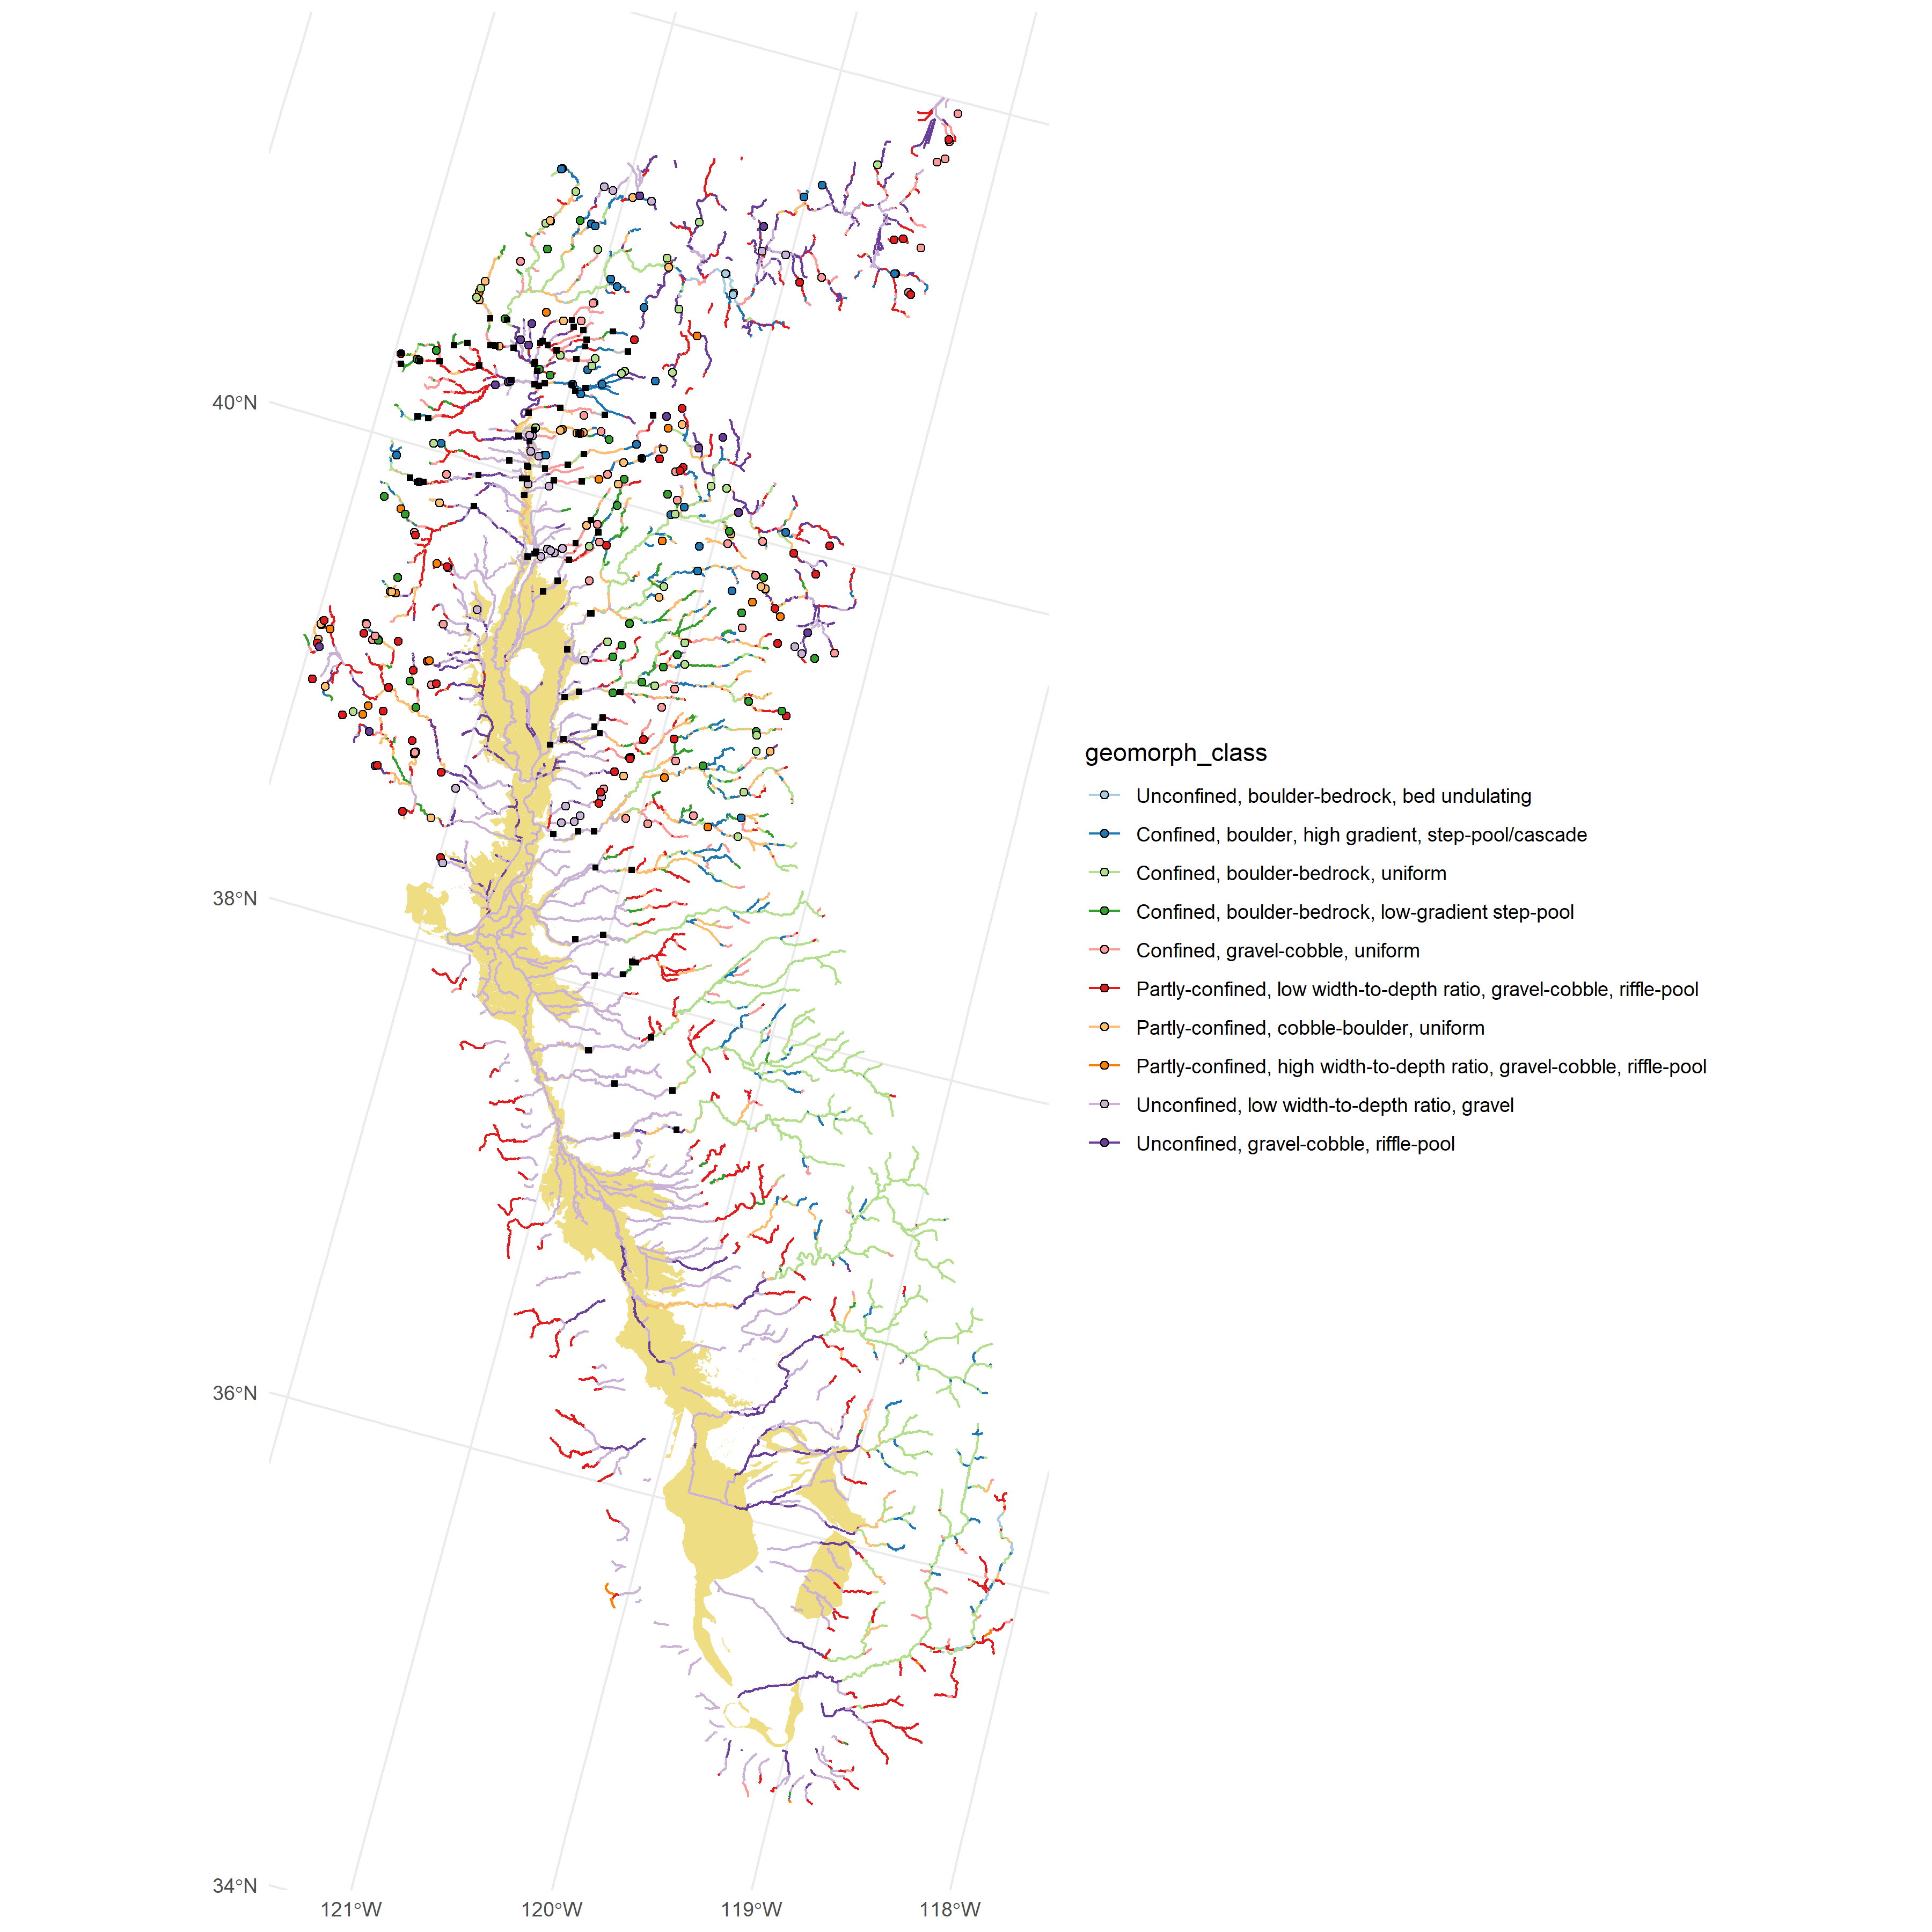 40°N
38°N
36°N
34°N
121°W
120°W
119°W
118°W
geomorph_class
Unconfined, boulder-bedrock, bed undulating
Confined, boulder, high gradient, step-pool/cascade
Confined, boulder-bedrock, uniform
Confined, boulder-bedrock, low-gradient step-pool
Confined, gravel-cobble, uniform
Partly-confined, low width-to-depth ratio, gravel-cobble, riffle-pool
Partly-confined, cobble-boulder, uniform
Partly-confined, high width-to-depth ratio, gravel-cobble, riffle-pool
Unconfined, low width-to-depth ratio, gravel
Unconfined, gravel-cobble, riffle-pool